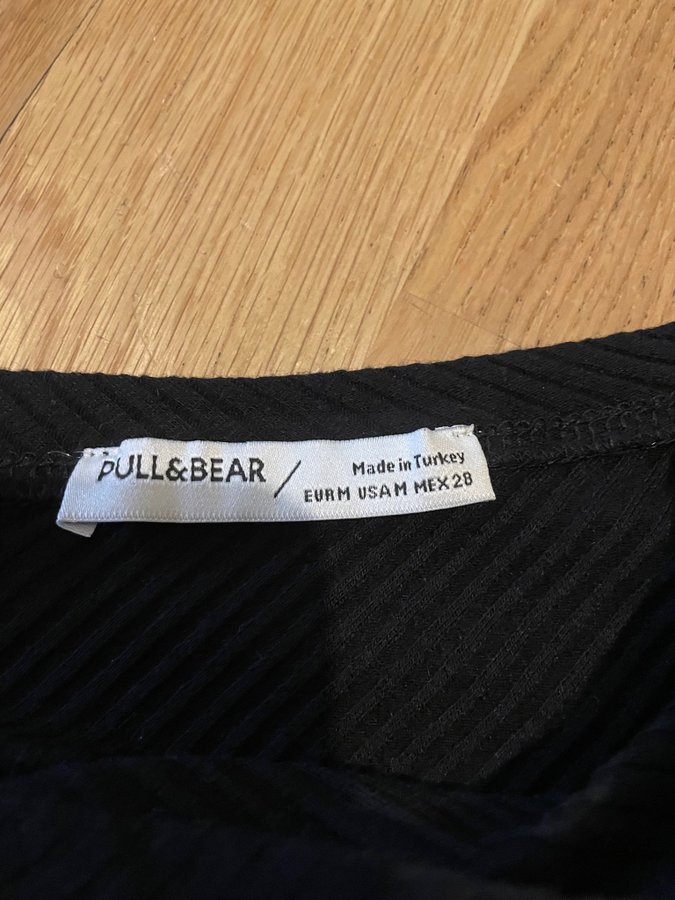 PULL&BEAR /
Made in Turkey
EUR M USA M MEX 28